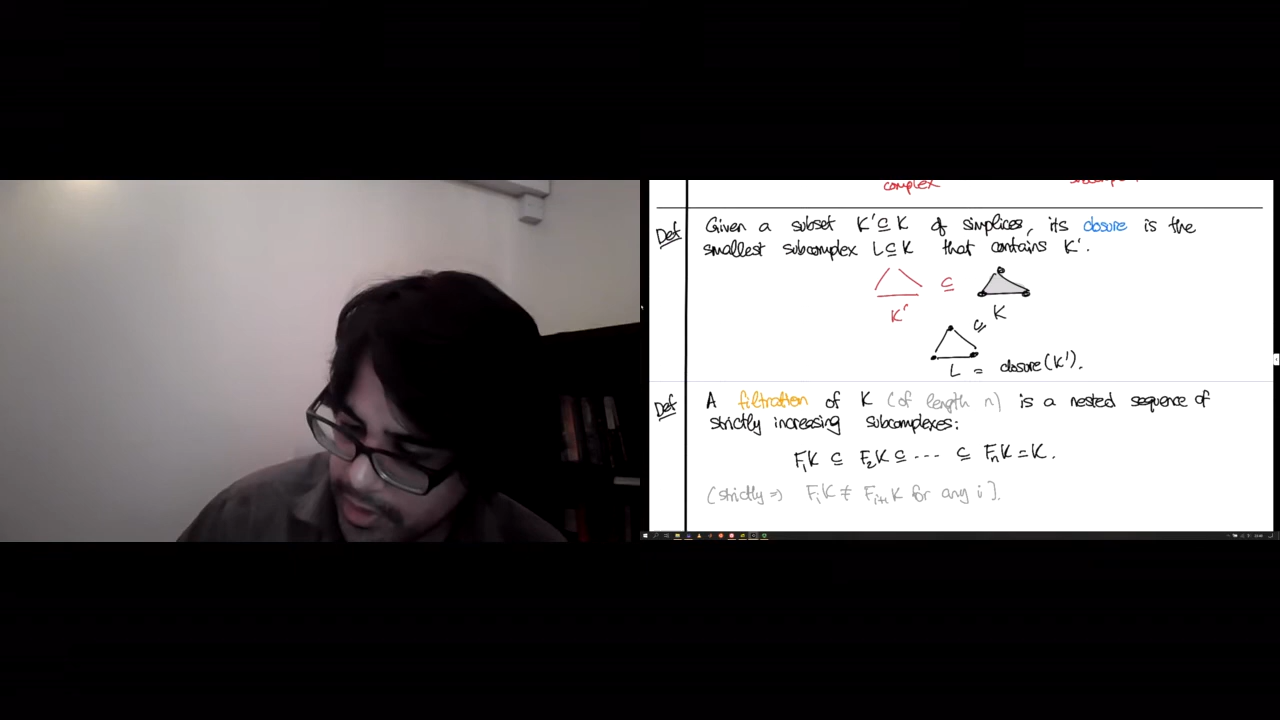 complex
Def Given a subset K' ⊆ K of simplices, its closure is the
smallest subcomplex L ⊆ K that contains K'.
⊆
K' K
⊆
L = closure(K').
Def A filtration of K (of length n) is a nested sequence of
strictly increasing subcomplexes:
F₁K ⊆ F₂K ⊆ ··· ⊆ FₙK = K.
(strictly ⇒ FᵢK ≠ Fᵢ₊₁K for any i).